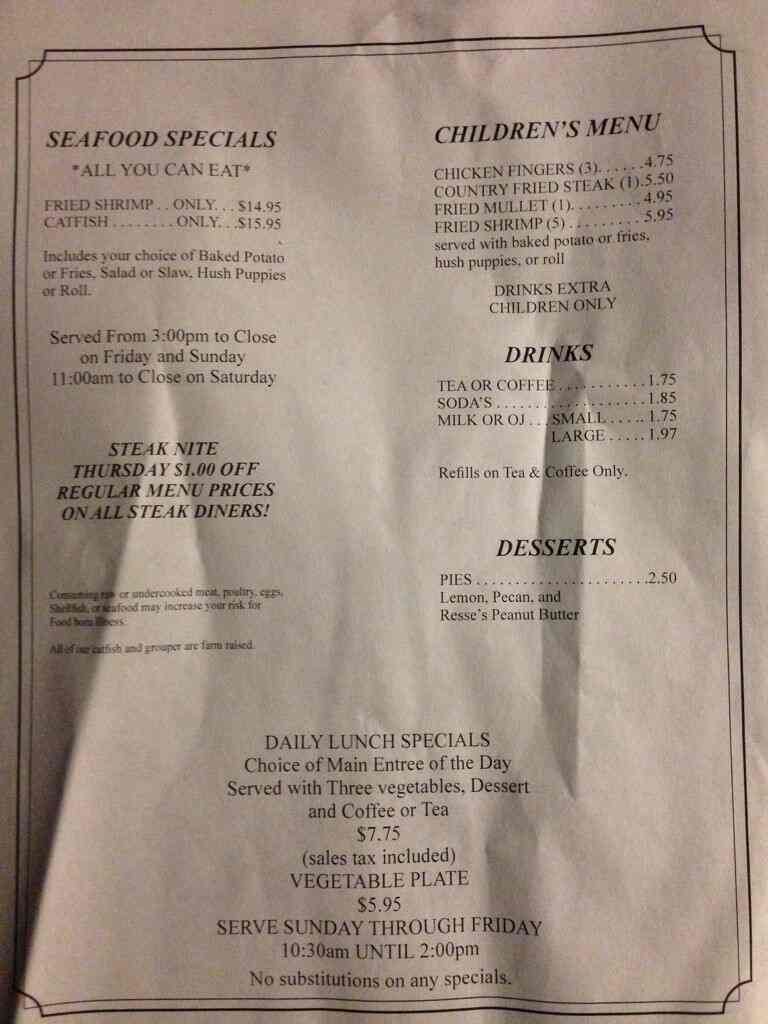 SEAFOOD SPECIALS
*ALL YOU CAN EAT*
FRIED SHRIMP . . ONLY. . . $14.95
CATFISH . . . . . . . . ONLY. . .$15.95
Includes your choice of Baked Potato
or Fries, Salad or Slaw, Hush Puppies
or Roll.
Served From 3:00pm to Close
on Friday and Sunday
11:00am to Close on Saturday
STEAK NITE
THURSDAY $1.00 OFF
REGULAR MENU PRICES
ON ALL STEAK DINERS!
Consuming raw or undercooked meat, poultry, eggs,
Shellfish, or seafood may increase your risk for
Food born illness.
All of our catfish and grouper are farm raised.
CHILDREN'S MENU
CHICKEN FINGERS (3). . . . . .4.75
COUNTRY FRIED STEAK (1).5.50
FRIED MULLET (1). . . . . . . . . 4.95
FRIED SHRIMP (5) . . . . . . . . . 5.95
served with baked potato or fries,
hush puppies, or roll
DRINKS EXTRA
CHILDREN ONLY
DRINKS
TEA OR COFFEE . . . . . . . . . . . 1.75
SODA'S . . . . . . . . . . . . . . . . . . 1.85
MILK OR OJ . . . SMALL . . . . . 1.75
LARGE . . . . . 1.97
Refills on Tea & Coffee Only.
DESSERTS
PIES . . . . . . . . . . . . . . . . . . . . .2.50
Lemon, Pecan, and
Resse's Peanut Butter
DAILY LUNCH SPECIALS
Choice of Main Entree of the Day
Served with Three vegetables, Dessert
and Coffee or Tea
$7.75
(sales tax included)
VEGETABLE PLATE
$5.95
SERVE SUNDAY THROUGH FRIDAY
10:30am UNTIL 2:00pm
No substitutions on any specials.